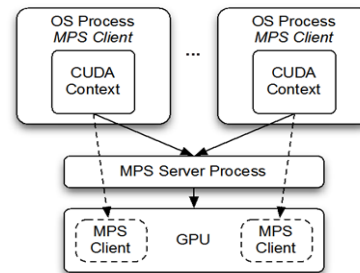 OS Process
MPS Client
CUDA
Context
...
OS Process
MPS Client
CUDA
Context
MPS Server Process
MPS
Client
GPU
MPS
Client